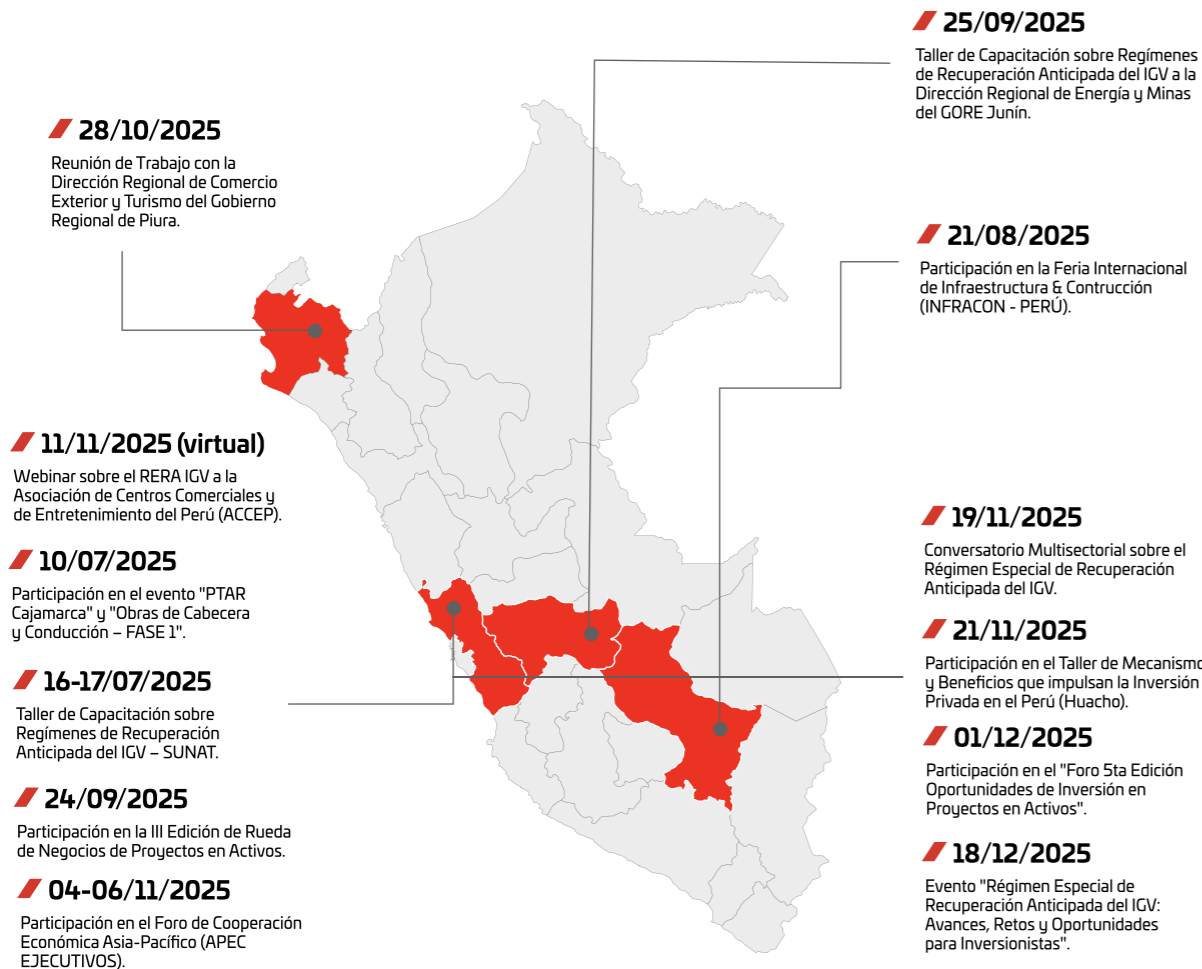 25/09/2025
Taller de Capacitación sobre Regímenes
de Recuperación Anticipada del IGV a la
Dirección Regional de Energía y Minas
del GORE Junín.
28/10/2025
Reunión de Trabajo con la
Dirección Regional de Comercio
Exterior y Turismo del Gobierno
Regional de Piura.
21/08/2025
Participación en la Feria Internacional
de Infraestructura & Contrucción
(INFRACON - PERÚ).
11/11/2025 (virtual)
Webinar sobre el RERA IGV a la
Asociación de Centros Comerciales y
de Entretenimiento del Perú (ACCEP).
10/07/2025
Participación en el evento "PTAR
Cajamarca" y "Obras de Cabecera
y Conducción – FASE 1".
16-17/07/2025
Taller de Capacitación sobre
Regímenes de Recuperación
Anticipada del IGV – SUNAT.
24/09/2025
Participación en la III Edición de Rueda
de Negocios de Proyectos en Activos.
04-06/11/2025
Participación en el Foro de Cooperación
Económica Asia-Pacífico (APEC
EJECUTIVOS).
19/11/2025
Conversatorio Multisectorial sobre el
Régimen Especial de Recuperación
Anticipada del IGV.
21/11/2025
Participación en el Taller de Mecanismo
y Beneficios que impulsan la Inversión
Privada en el Perú (Huacho).
01/12/2025
Participación en el "Foro 5ta Edición
Oportunidades de Inversión en
Proyectos en Activos".
18/12/2025
Evento "Régimen Especial de
Recuperación Anticipada del IGV:
Avances, Retos y Oportunidades
para Inversionistas".